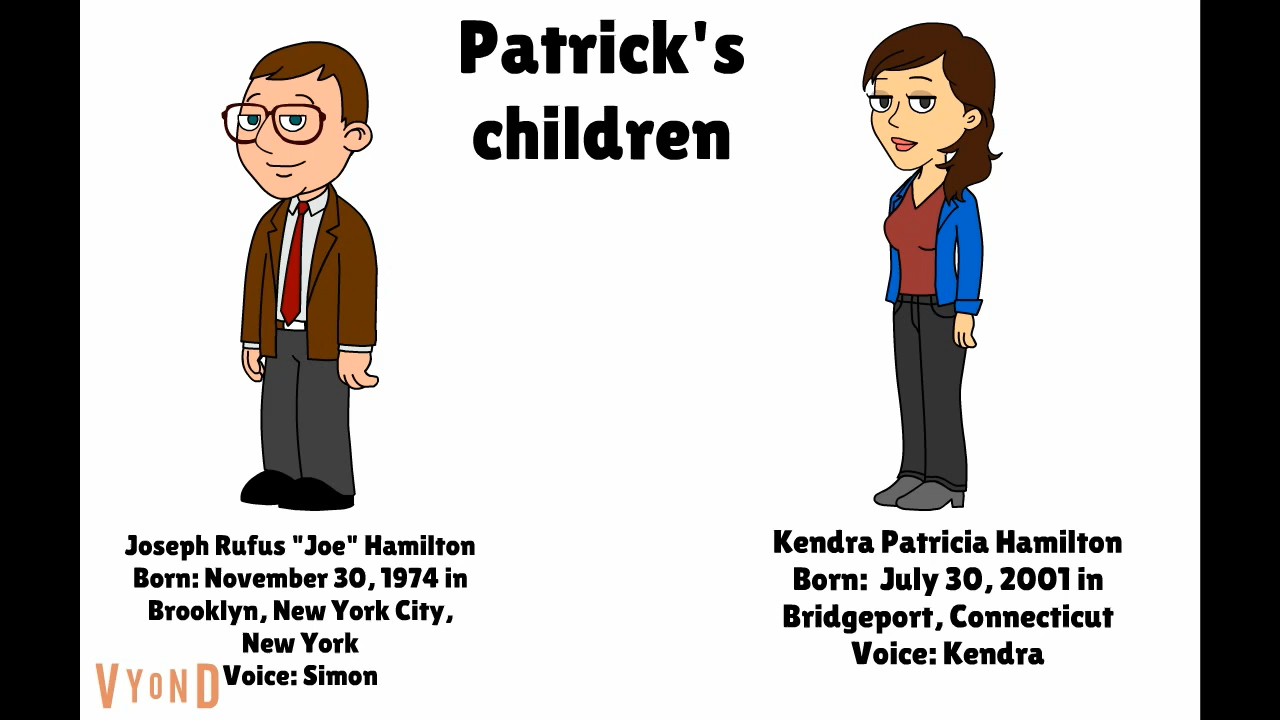 Patrick's
children
Joseph Rufus "Joe" Hamilton
Born: November 30, 1974 in
Brooklyn, New York City,
New York
Voice: Simon
Kendra Patricia Hamilton
Born:  July 30, 2001 in
Bridgeport, Connecticut
Voice: Kendra
VYOND